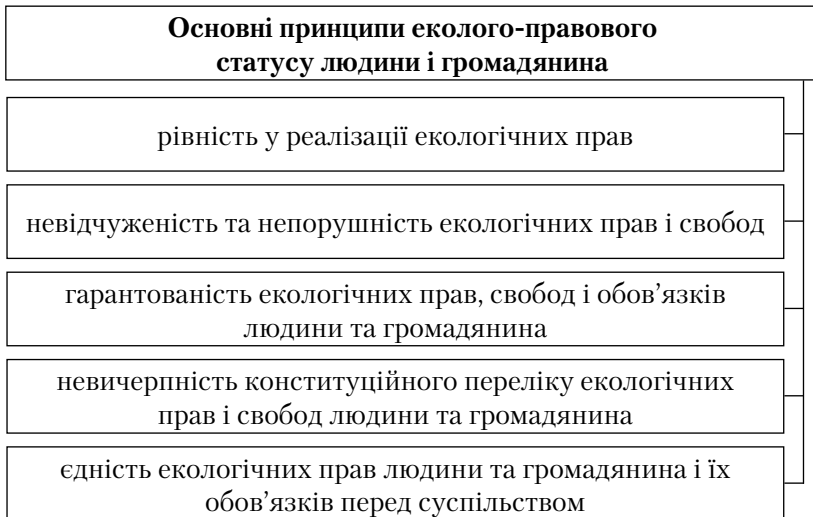 Основні принципи еколого-правового
статусу людини і громадянина
рівність у реалізації екологічних прав
невідчуженість та непорушність екологічних прав і свобод
гарантованість екологічних прав, свобод і обов’язків
людини та громадянина
невичерпність конституційного переліку екологічних
прав і свобод людини та громадянина
єдність екологічних прав людини та громадянина і їх
обов’язків перед суспільством